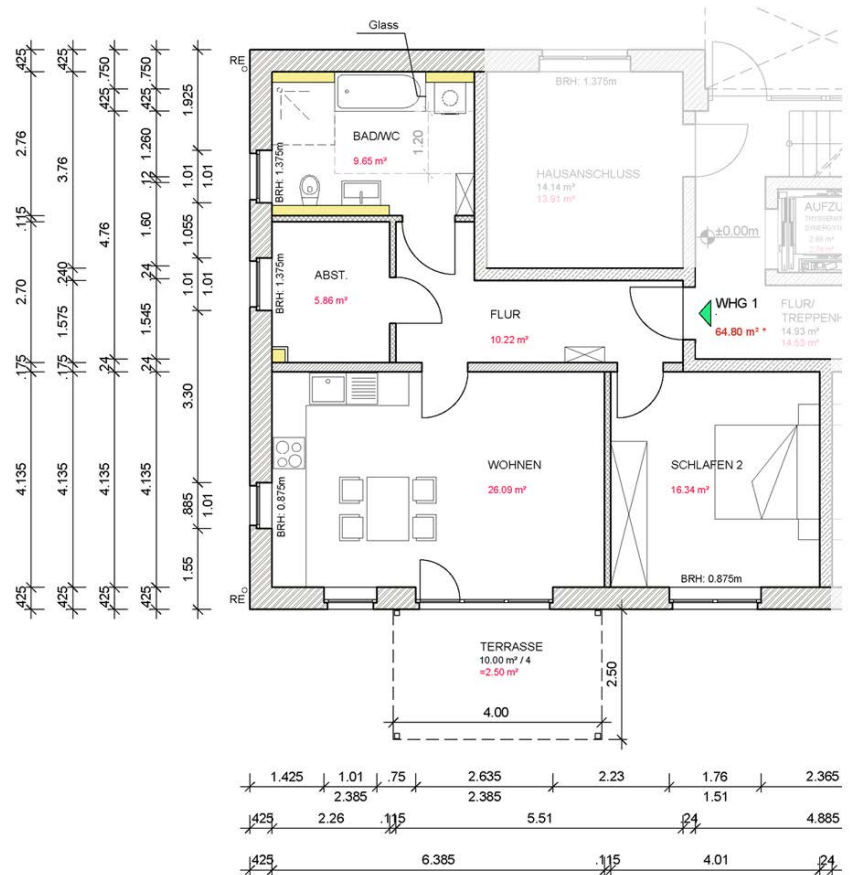 Glass
RE
BRH: 1.375m
BAD/WC
9.65 m²
1.20
BRH: 1.375m
HAUSANSCHLUSS
14.14 m²
13.91 m²
±0.00m
ABST.
5.86 m²
BRH: 1.375m
FLUR
10.22 m²
WHG 1
64.80 m² *
FLUR/
TREPPENH
14.93 m²
14.53 m²
WOHNEN
26.09 m²
BRH: 0.875m
SCHLAFEN 2
16.34 m²
BRH: 0.875m
RE
TERRASSE
10.00 m² / 4
=2.50 m²
4.00
2.50
.425 2.76 .115 2.70 .175 4.135 .425
.425 3.76 .240 1.575 .175 4.135 .425
.750 .425 4.76 .24 4.135 .425
.750 .425 1.260 .12 1.60 .24 1.545 .24 4.135 .425
1.925 1.01 1.01 1.055 1.01 1.01 3.30 .885 1.01 1.55
1.425 1.01 .75 2.635 2.23 1.76 2.365
2.385 2.385 1.51
.425 2.26 .115 5.51 .24 4.885
.425 6.385 .115 4.01 .24